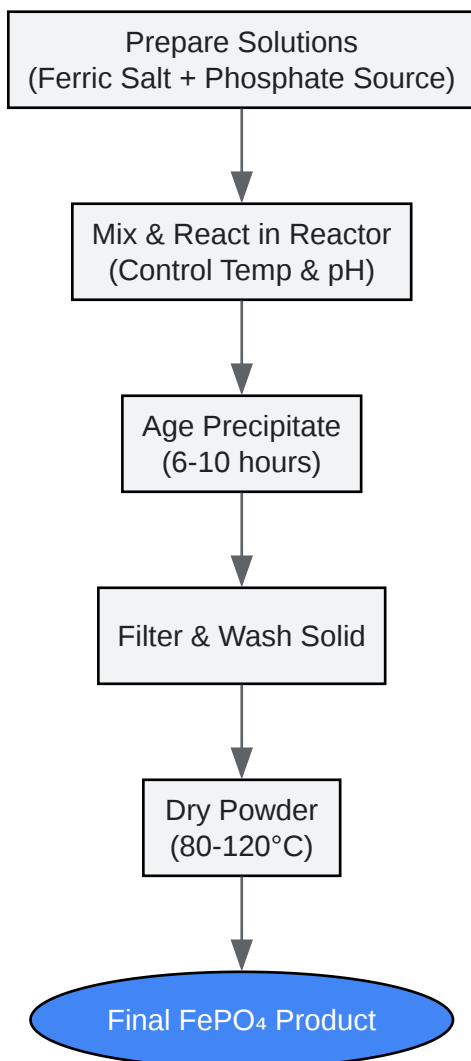 Prepare Solutions
(Ferric Salt + Phosphate Source)
Mix & React in Reactor
(Control Temp & pH)
Age Precipitate
(6-10 hours)
Filter & Wash Solid
Dry Powder
(80-120°C)
Final FePO₄ Product